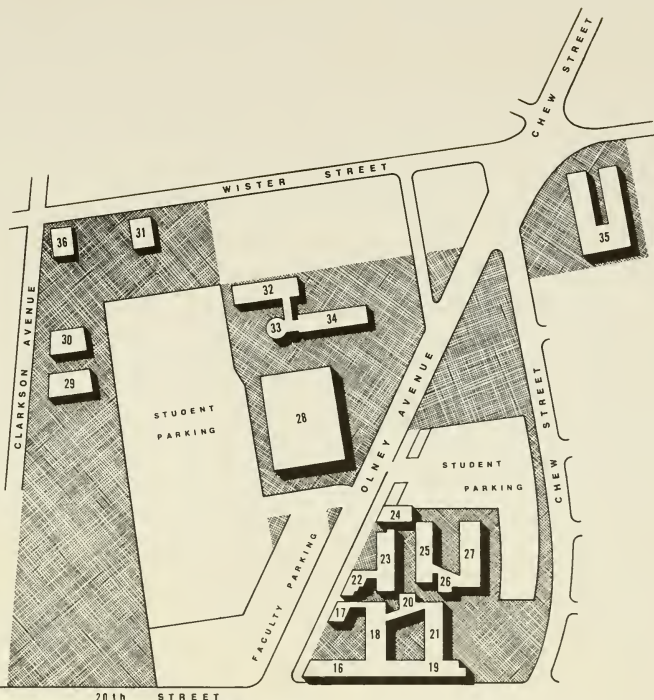 CHEW STREET
WISTER STREET
36
31
35
32
33
34
30
29
CLARKSON AVENUE
STUDENT
PARKING
28
OLNEY AVENUE
STUDENT
PARKING
CHEW STREET
24
23
25
27
22
26
17
20
18
21
16
19
FACULTY PARKING
20th STREET